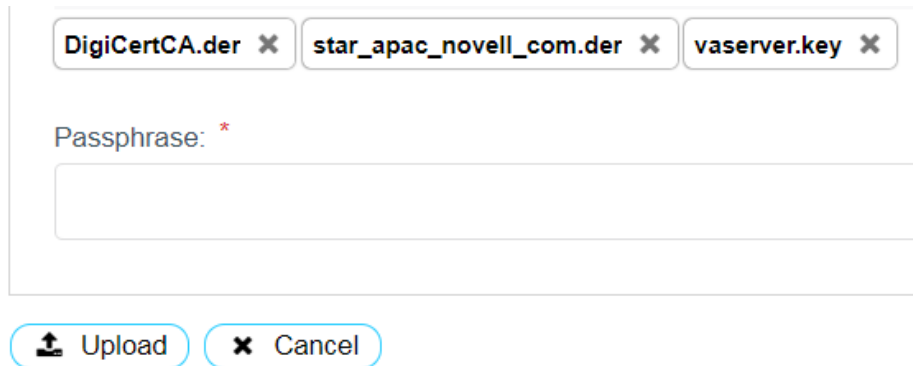 DigiCertCA.der ✖ star_apac_novell_com.der ✖ vaserver.key ✖
Passphrase: *
Upload ✖ Cancel